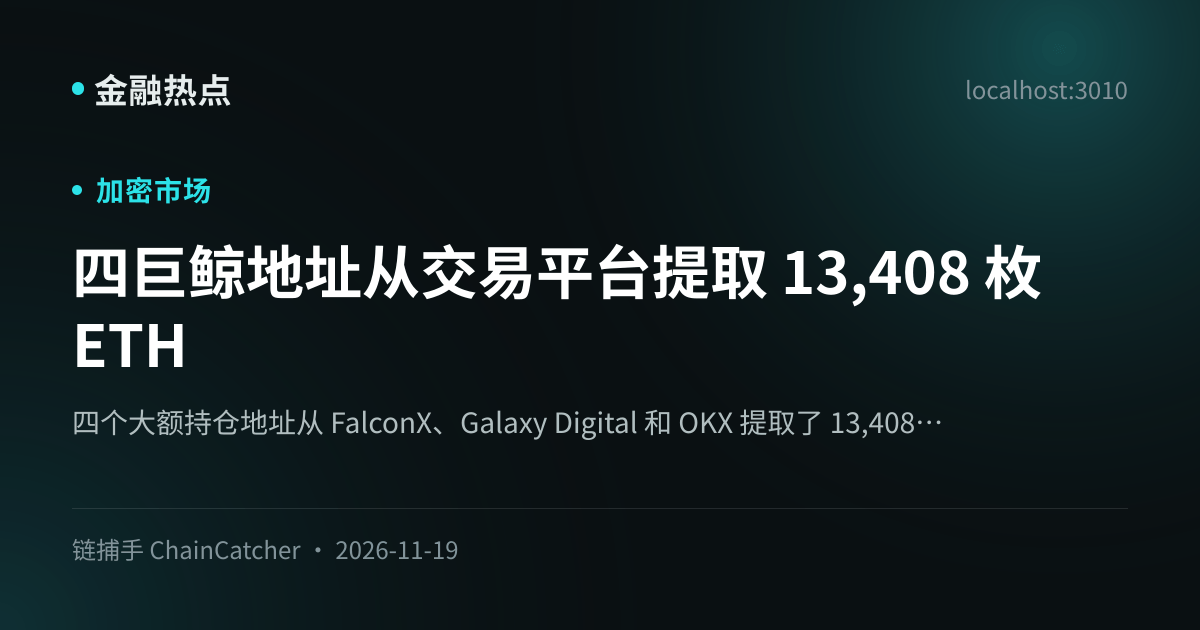 金融热点
localhost:3010
加密市场
四巨鲸地址从交易平台提取 13,408 枚
ETH
四个大额持仓地址从 FalconX、Galaxy Digital 和 OKX 提取了 13,408…
链捕手 ChainCatcher • 2026-11-19